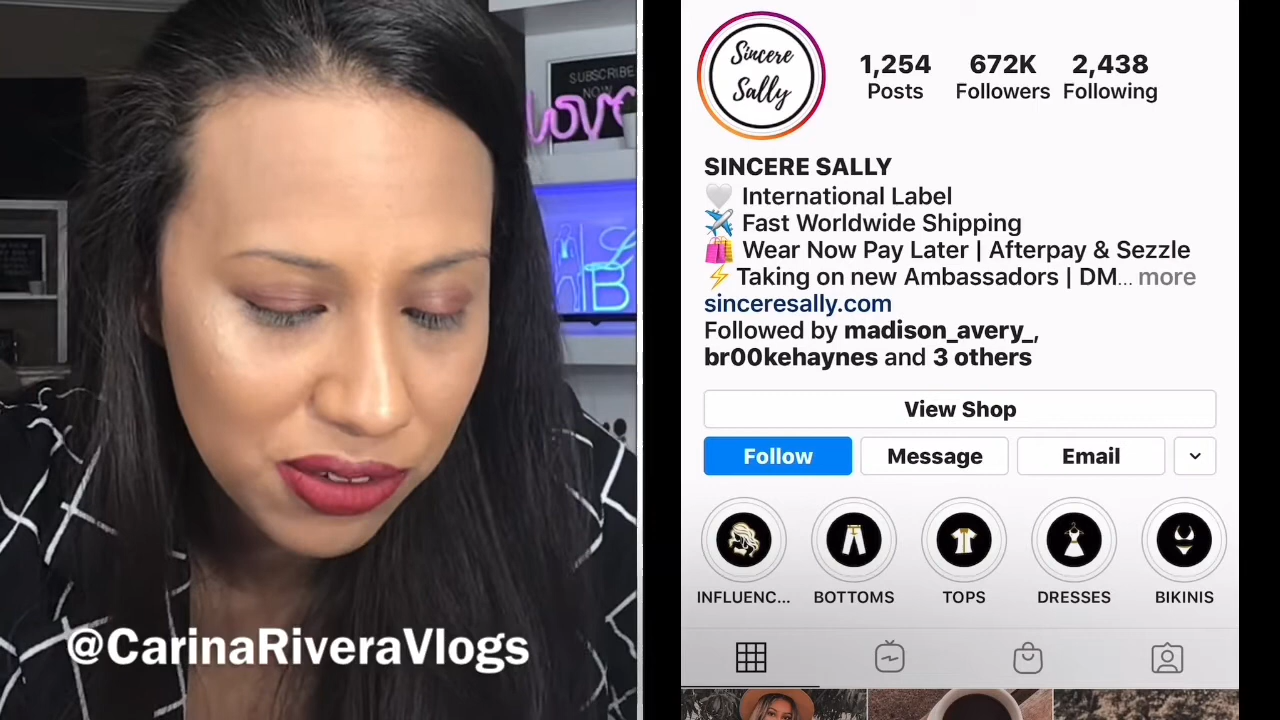 SUBSCRIBE
NOW
love
B
@CarinaRiveraVlogs
Sincere
Sally
1,254 672K 2,438
Posts Followers Following
SINCERE SALLY
🤍 International Label
✈️ Fast Worldwide Shipping
🛍️ Wear Now Pay Later | Afterpay & Sezzle
⚡ Taking on new Ambassadors | DM... more
sinceresally.com
Followed by madison_avery_,
br00kehaynes and 3 others
View Shop
Follow Message Email
INFLUENC... BOTTOMS TOPS DRESSES BIKINIS